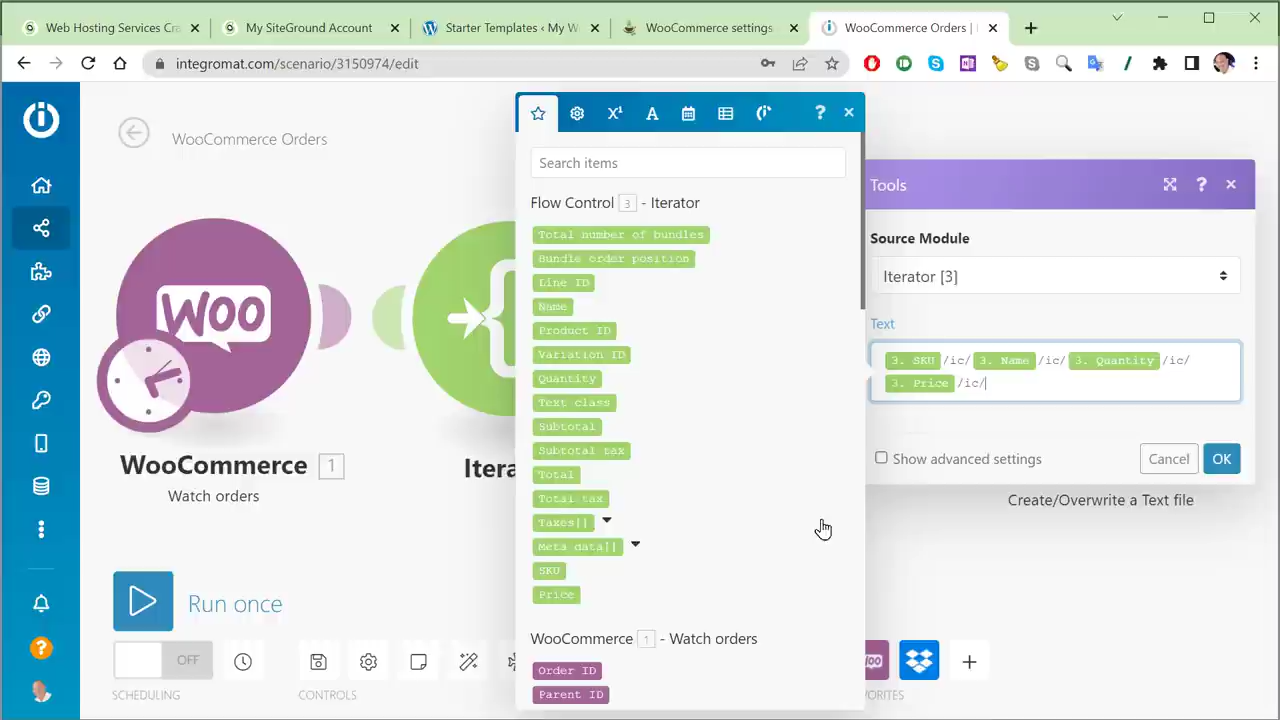 Web Hosting Services Cr
My SiteGround Account
Starter Templates ‹ My W
WooCommerce settings
WooCommerce Orders |
integromat.com/scenario/3150974/edit
WooCommerce Orders
WOO
WooCommerce 1
Watch orders
Itera
Run once
OFF
SCHEDULING
CONTROLS
Search items
Flow Control 3 - Iterator
Total number of bundles
Bundle order position
Line ID
Name
Product ID
Variation ID
Quantity
Text class
Subtotal
Subtotal tax
Total
Total tax
Taxes[]
Meta data[]
SKU
Price
WooCommerce 1 - Watch orders
Order ID
Parent ID
Tools
Source Module
Iterator [3]
Text
3. SKU /ic/ 3. Name /ic/ 3. Quantity /ic/
3. Price /ic/
Show advanced settings
Cancel
OK
Create/Overwrite a Text file
ORITES